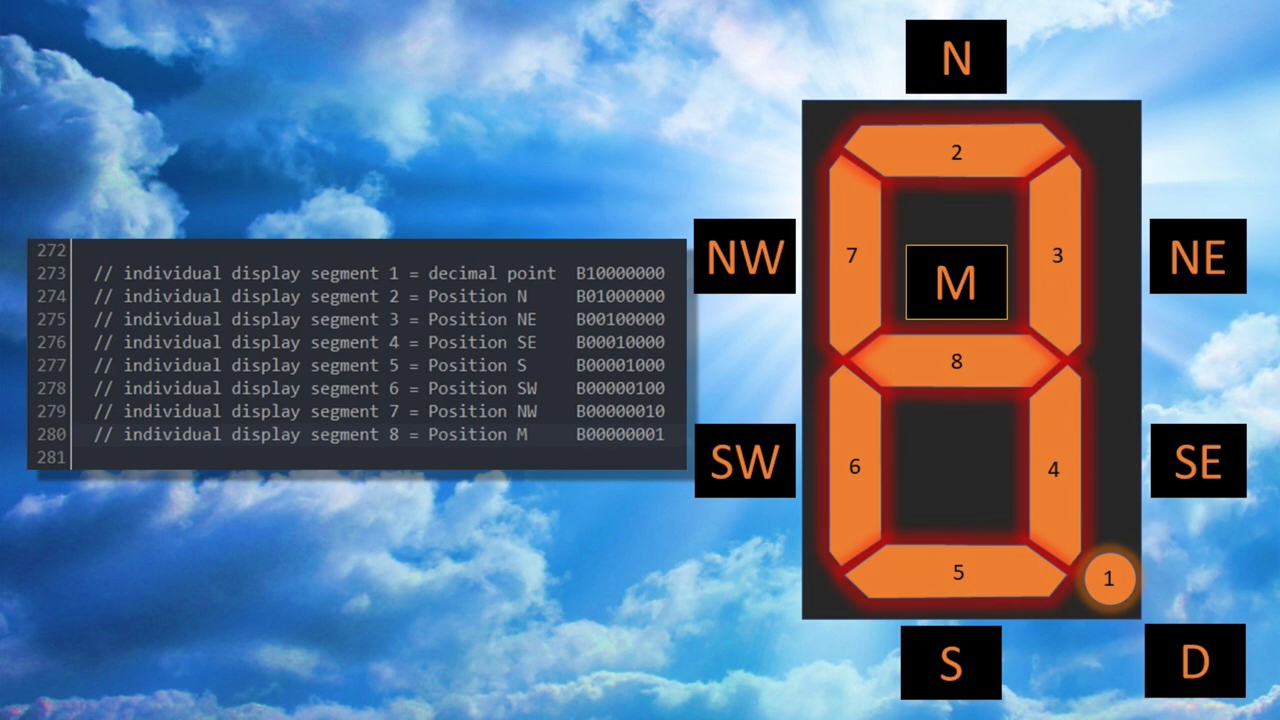 272
273 // individual display segment 1 = decimal point B10000000
274 // individual display segment 2 = Position N B01000000
275 // individual display segment 3 = Position NE B00100000
276 // individual display segment 4 = Position SE B00010000
277 // individual display segment 5 = Position S B00001000
278 // individual display segment 6 = Position SW B00000100
279 // individual display segment 7 = Position NW B00000010
280 // individual display segment 8 = Position M B00000001
281
N
2
NW
7
M
3
NE
8
SW
6
4
SE
5
1
S
D